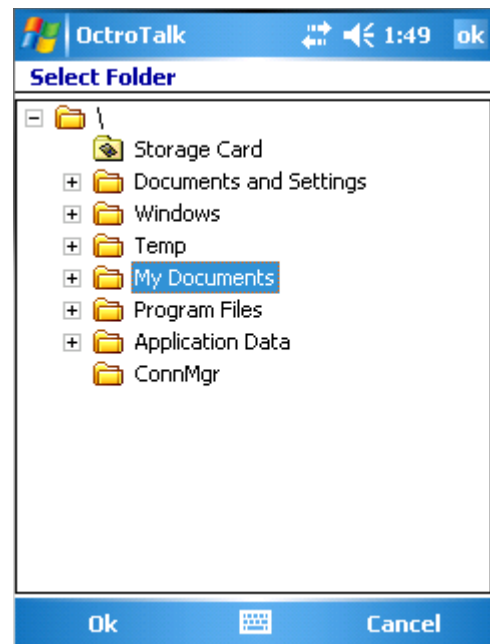 OctroTalk 1:49 ok
Select Folder
\
Storage Card
Documents and Settings
Windows
Temp
My Documents
Program Files
Application Data
ConnMgr
Ok Cancel